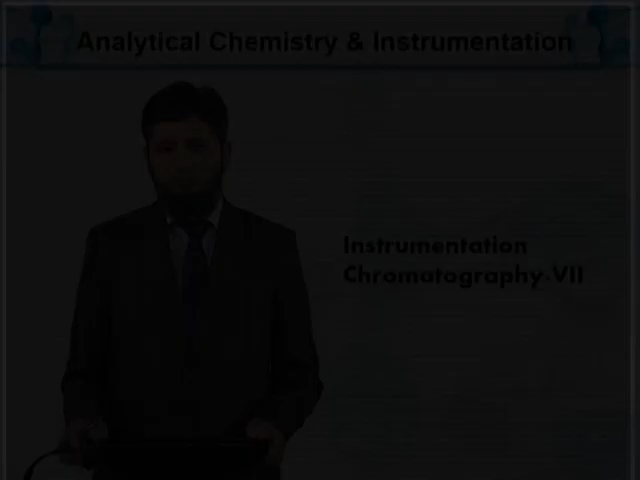 Analytical Chemistry & Instrumentation
Instrumentation
Chromatography-VII